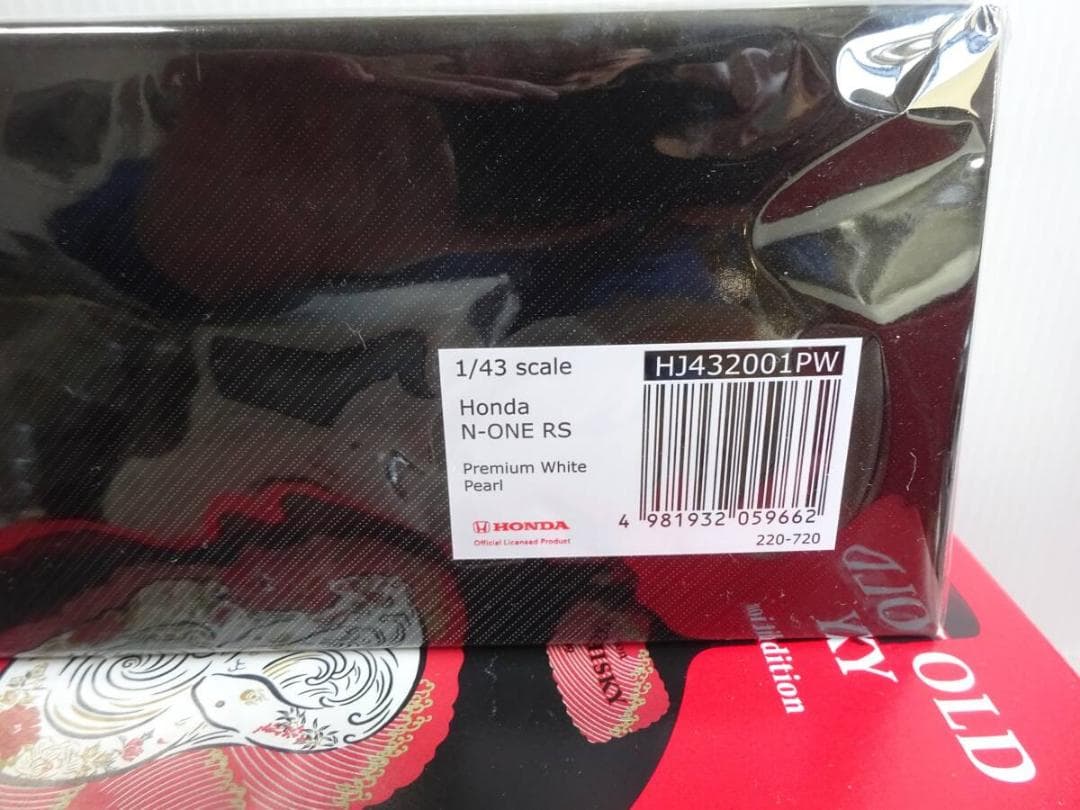 1/43 scale
HJ432001PW
Honda
N-ONE RS
Premium White
Pearl
HONDA
Official Licensed Product
4 981932 059662
220-720
OLD